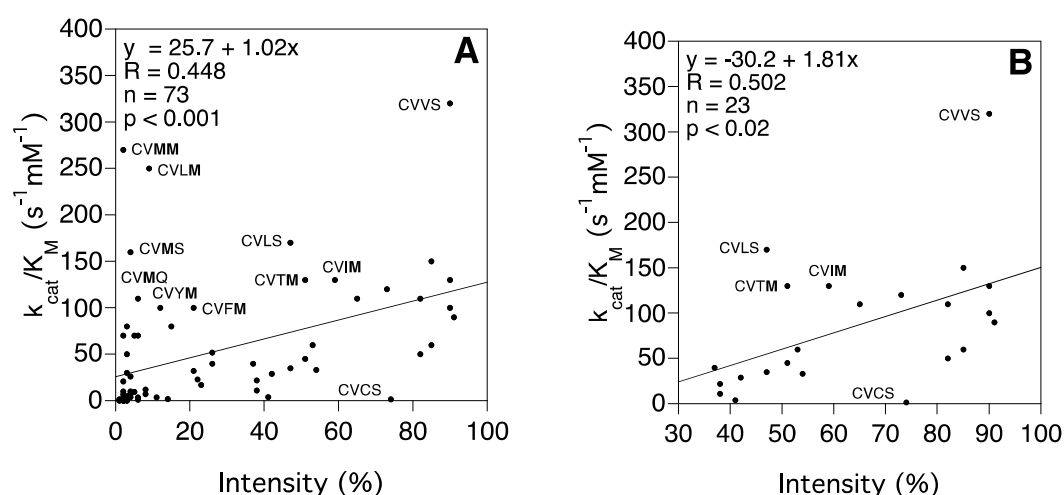 A
y = 25.7 + 1.02x
R = 0.448
n = 73
p < 0.001
400
350
300
250
200
150
100
50
0
k_cat/K_M (s^-1 mM^-1)
CVVS
CVMM
CVLM
CVLS
CVMS
CVMQ
CVTM
CVIM
CVYM
CVFM
CVCS
0 20 40 60 80 100
Intensity (%)
B
y = -30.2 + 1.81x
R = 0.502
n = 23
p < 0.02
400
350
300
250
200
150
100
50
0
k_cat/K_M (s^-1 mM^-1)
CVVS
CVLS
CVTM
CVIM
CVCS
30 40 50 60 70 80 90 100
Intensity (%)